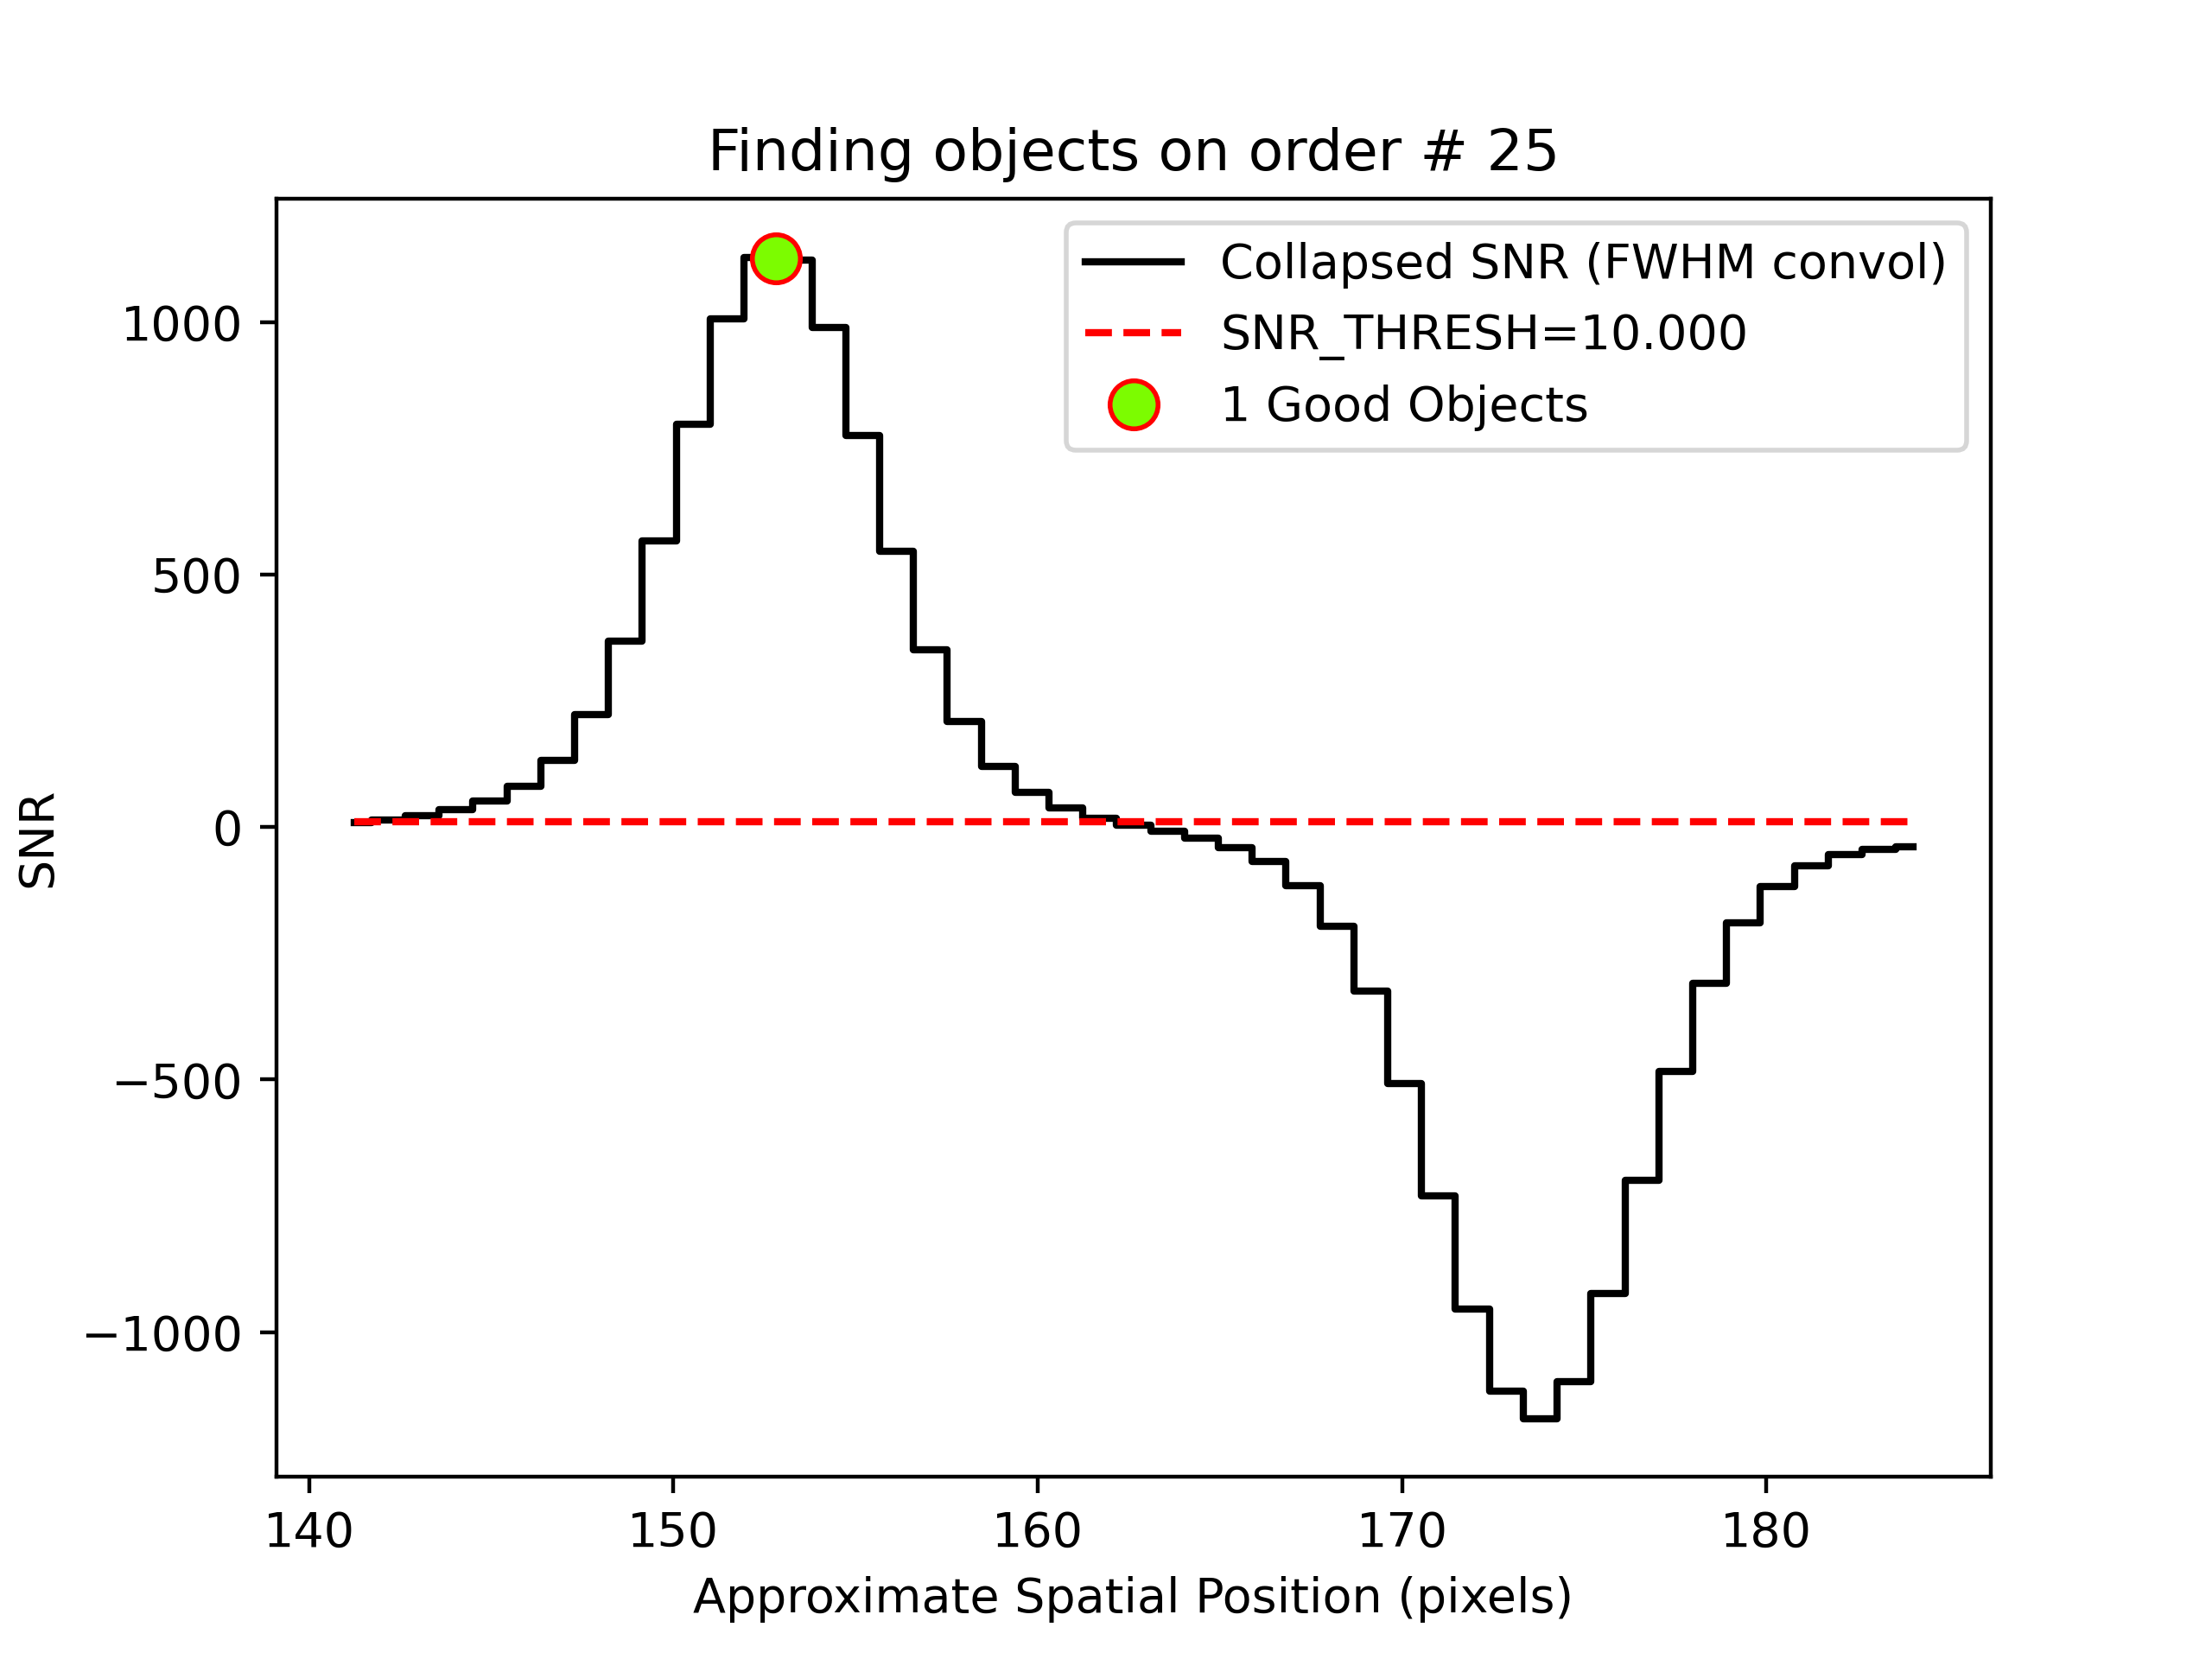 Finding objects on order # 25
Collapsed SNR (FWHM convol)
SNR_THRESH=10.000
1 Good Objects
1000
500
0
−500
−1000
SNR
140 150 160 170 180
Approximate Spatial Position (pixels)